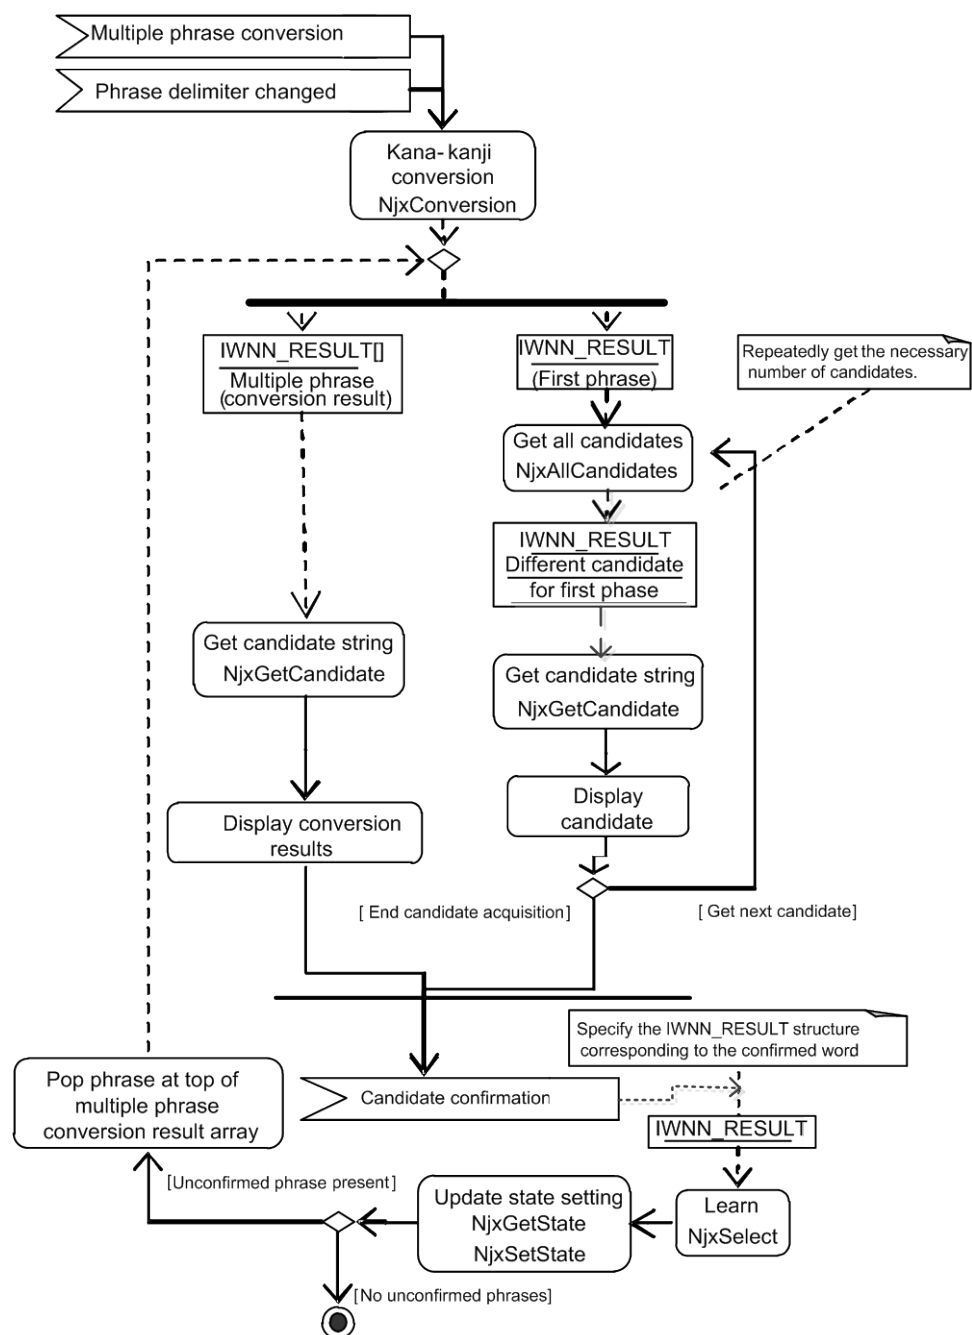 Multiple phrase conversion
Phrase delimiter changed
Kana-kanji
conversion
NjxConversion
IWNN_RESULT[]
Multiple phrase
(conversion result)
IWNN_RESULT
(First phrase)
Repeatedly get the necessary
number of candidates.
Get all candidates
NjxAllCandidates
IWNN_RESULT
Different candidate
for first phase
Get candidate string
NjxGetCandidate
Get candidate string
NjxGetCandidate
Display conversion
results
Display
candidate
[ End candidate acquisition]
[ Get next candidate]
Specify the IWNN_RESULT structure
corresponding to the confirmed word
Pop phrase at top of
multiple phrase
conversion result array
Candidate confirmation
IWNN_RESULT
[Unconfirmed phrase present]
Update state setting
NjxGetState
NjxSetState
Learn
NjxSelect
[No unconfirmed phrases]